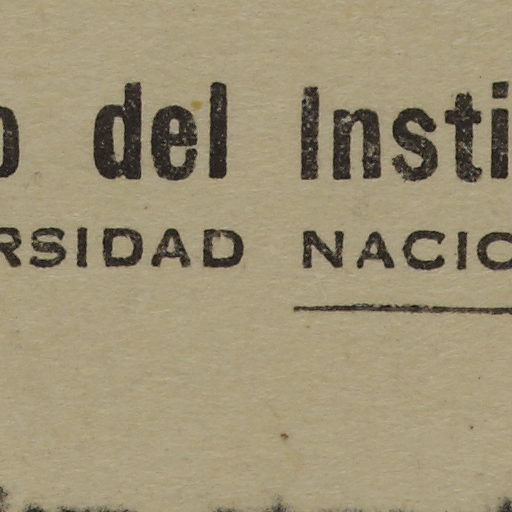 o del Insti
RSIDAD NACIO